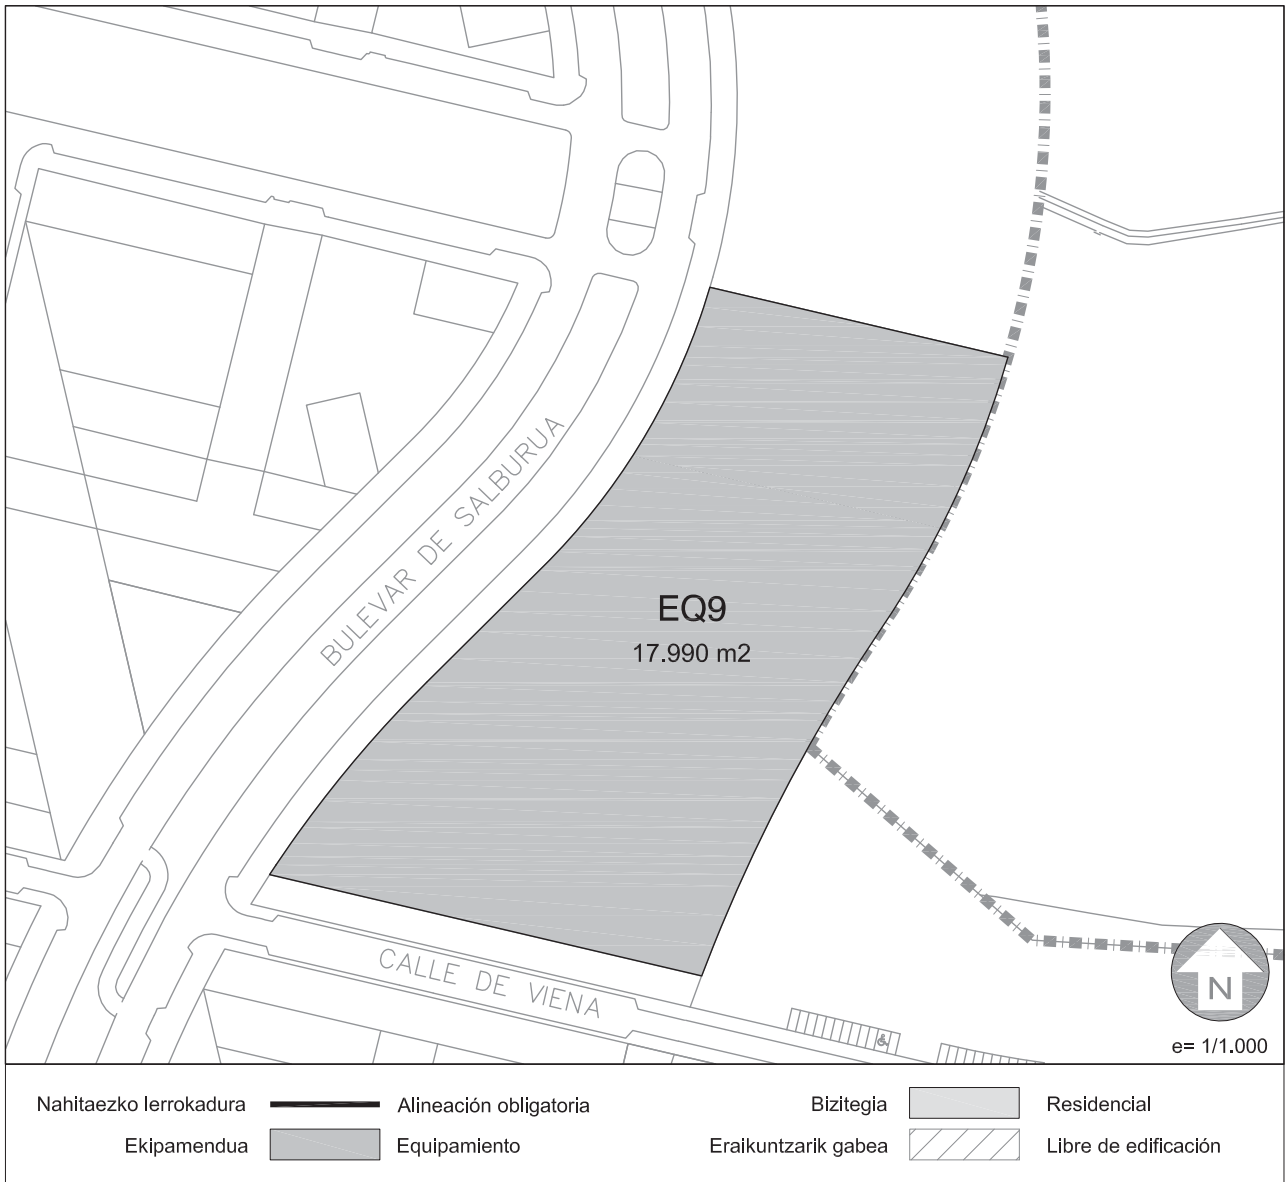 BULEVAR DE SALBURUA
EQ9
17.990 m2
CALLE DE VIENA
N
e= 1/1.000
Nahitaezko lerrokadura Alineación obligatoria
Bizitegia Residencial
Ekipamendua Equipamiento
Eraikuntzarik gabea Libre de edificación